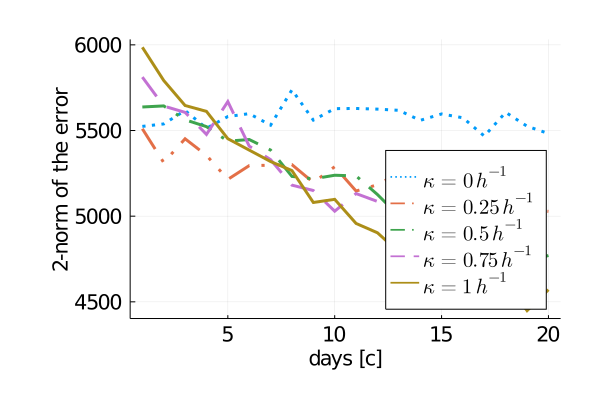 6000
5500
5000
4500
2-norm of the error
κ = 0 h⁻¹
κ = 0.25 h⁻¹
κ = 0.5 h⁻¹
κ = 0.75 h⁻¹
κ = 1 h⁻¹
5 10 15 20
days [c]